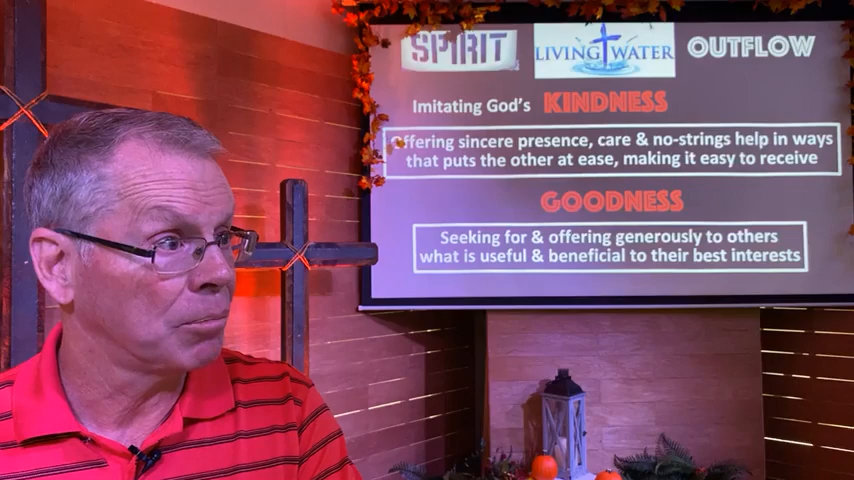 SPIRIT LIVING WATER OUTFLOW
Imitating God's KINDNESS
Offering sincere presence, care & no-strings help in ways
that puts the other at ease, making it easy to receive
GOODNESS
Seeking for & offering generously to others
what is useful & beneficial to their best interests